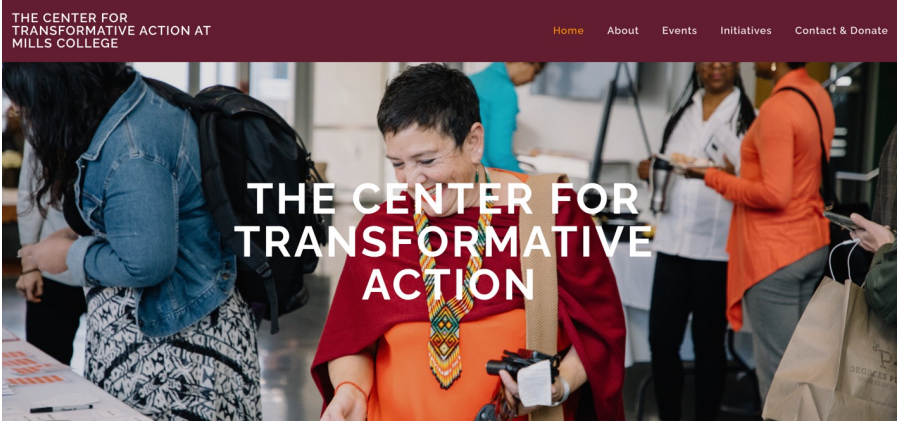 THE CENTER FOR
TRANSFORMATIVE ACTION AT
MILLS COLLEGE
Home About Events Initiatives Contact & Donate
THE CENTER FOR
TRANSFORMATIVE
ACTION